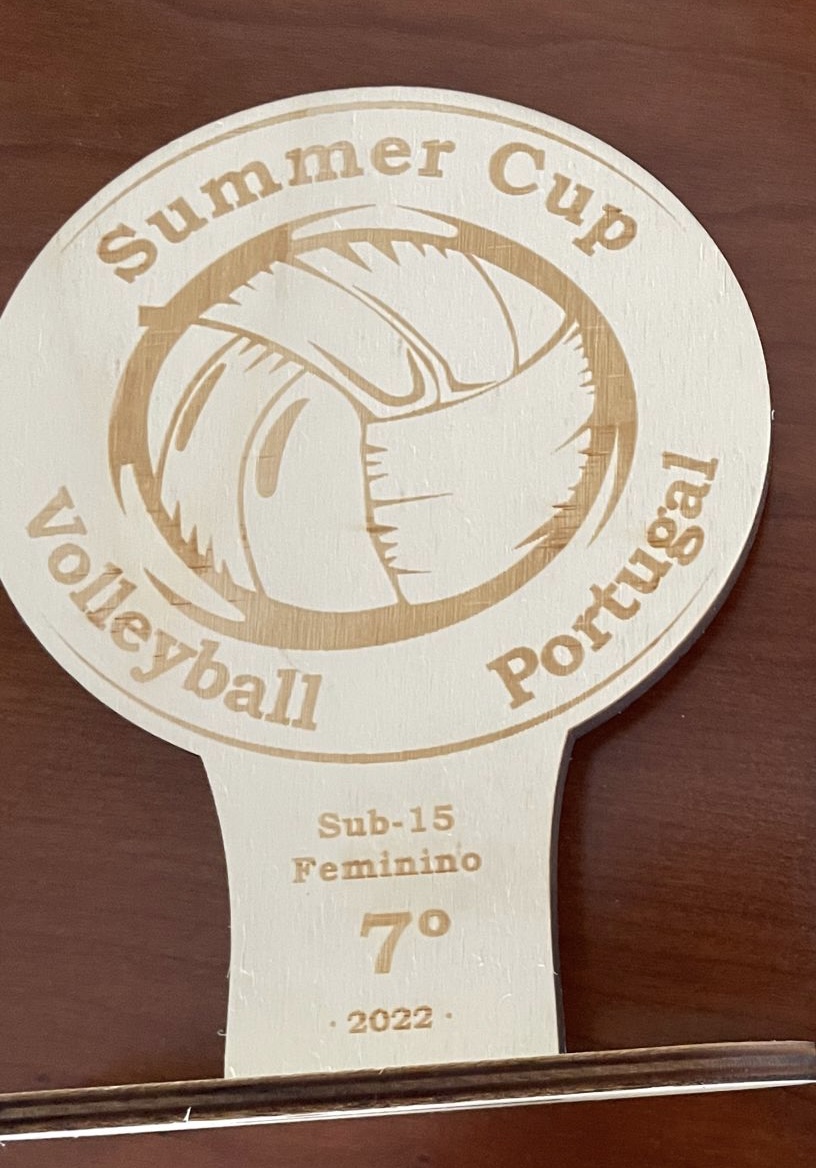 Summer Cup
Volleyball Portugal
Sub-15
Feminino
7º
· 2022 ·